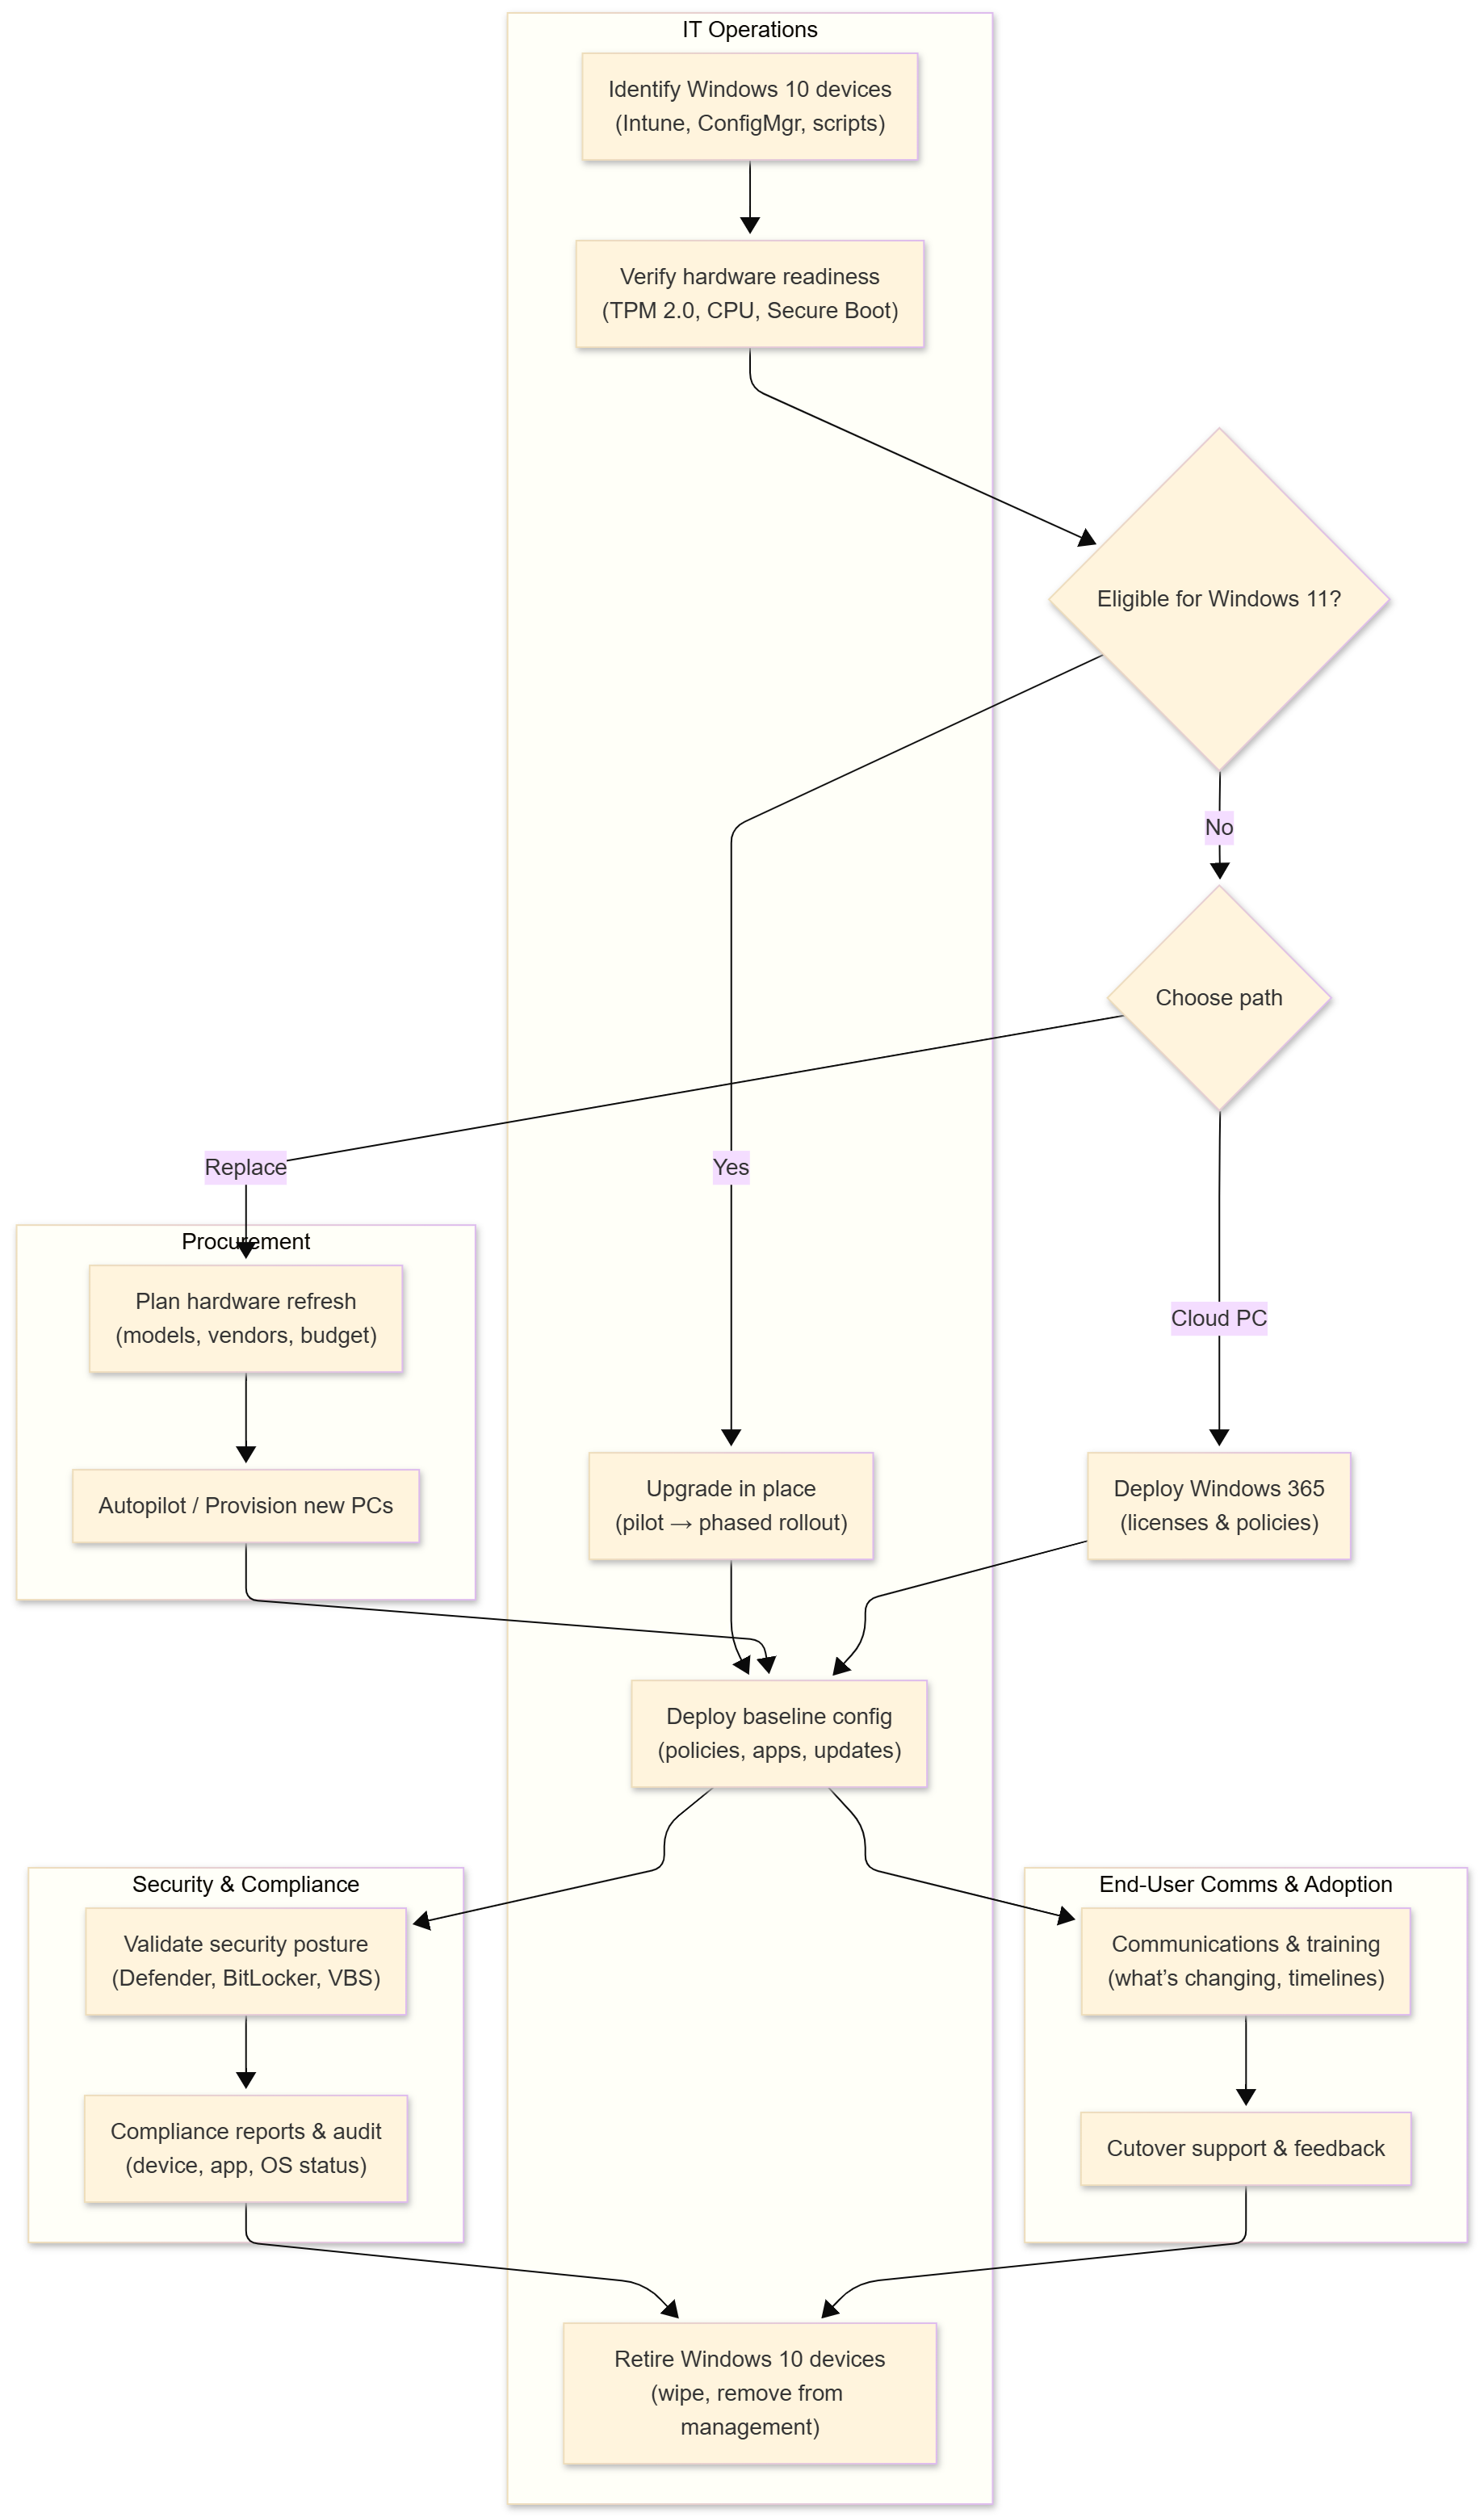 IT Operations
Identify Windows 10 devices
(Intune, ConfigMgr, scripts)
Verify hardware readiness
(TPM 2.0, CPU, Secure Boot)
Eligible for Windows 11?
No
Choose path
Replace
Yes
Procurement
Plan hardware refresh
(models, vendors, budget)
Cloud PC
Autopilot / Provision new PCs
Upgrade in place
(pilot → phased rollout)
Deploy Windows 365
(licenses & policies)
Deploy baseline config
(policies, apps, updates)
Security & Compliance
Validate security posture
(Defender, BitLocker, VBS)
Compliance reports & audit
(device, app, OS status)
End-User Comms & Adoption
Communications & training
(what’s changing, timelines)
Cutover support & feedback
Retire Windows 10 devices
(wipe, remove from
management)